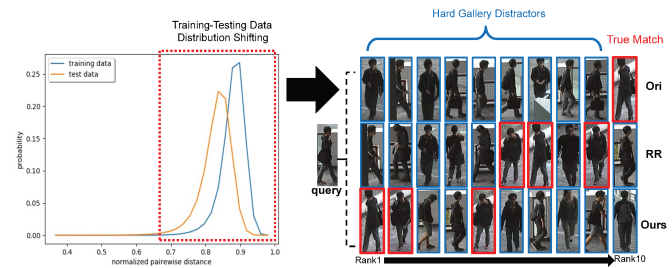 Training-Testing Data
Distribution Shifting
Hard Gallery Distractors
True Match
training data
test data
0.25
0.20
0.15
0.10
0.05
0.00
probability
0.4 0.5 0.6 0.7 0.8 0.9 1.0
normalized pairewise distance
query
Ori
RR
Ours
Rank1
Rank10